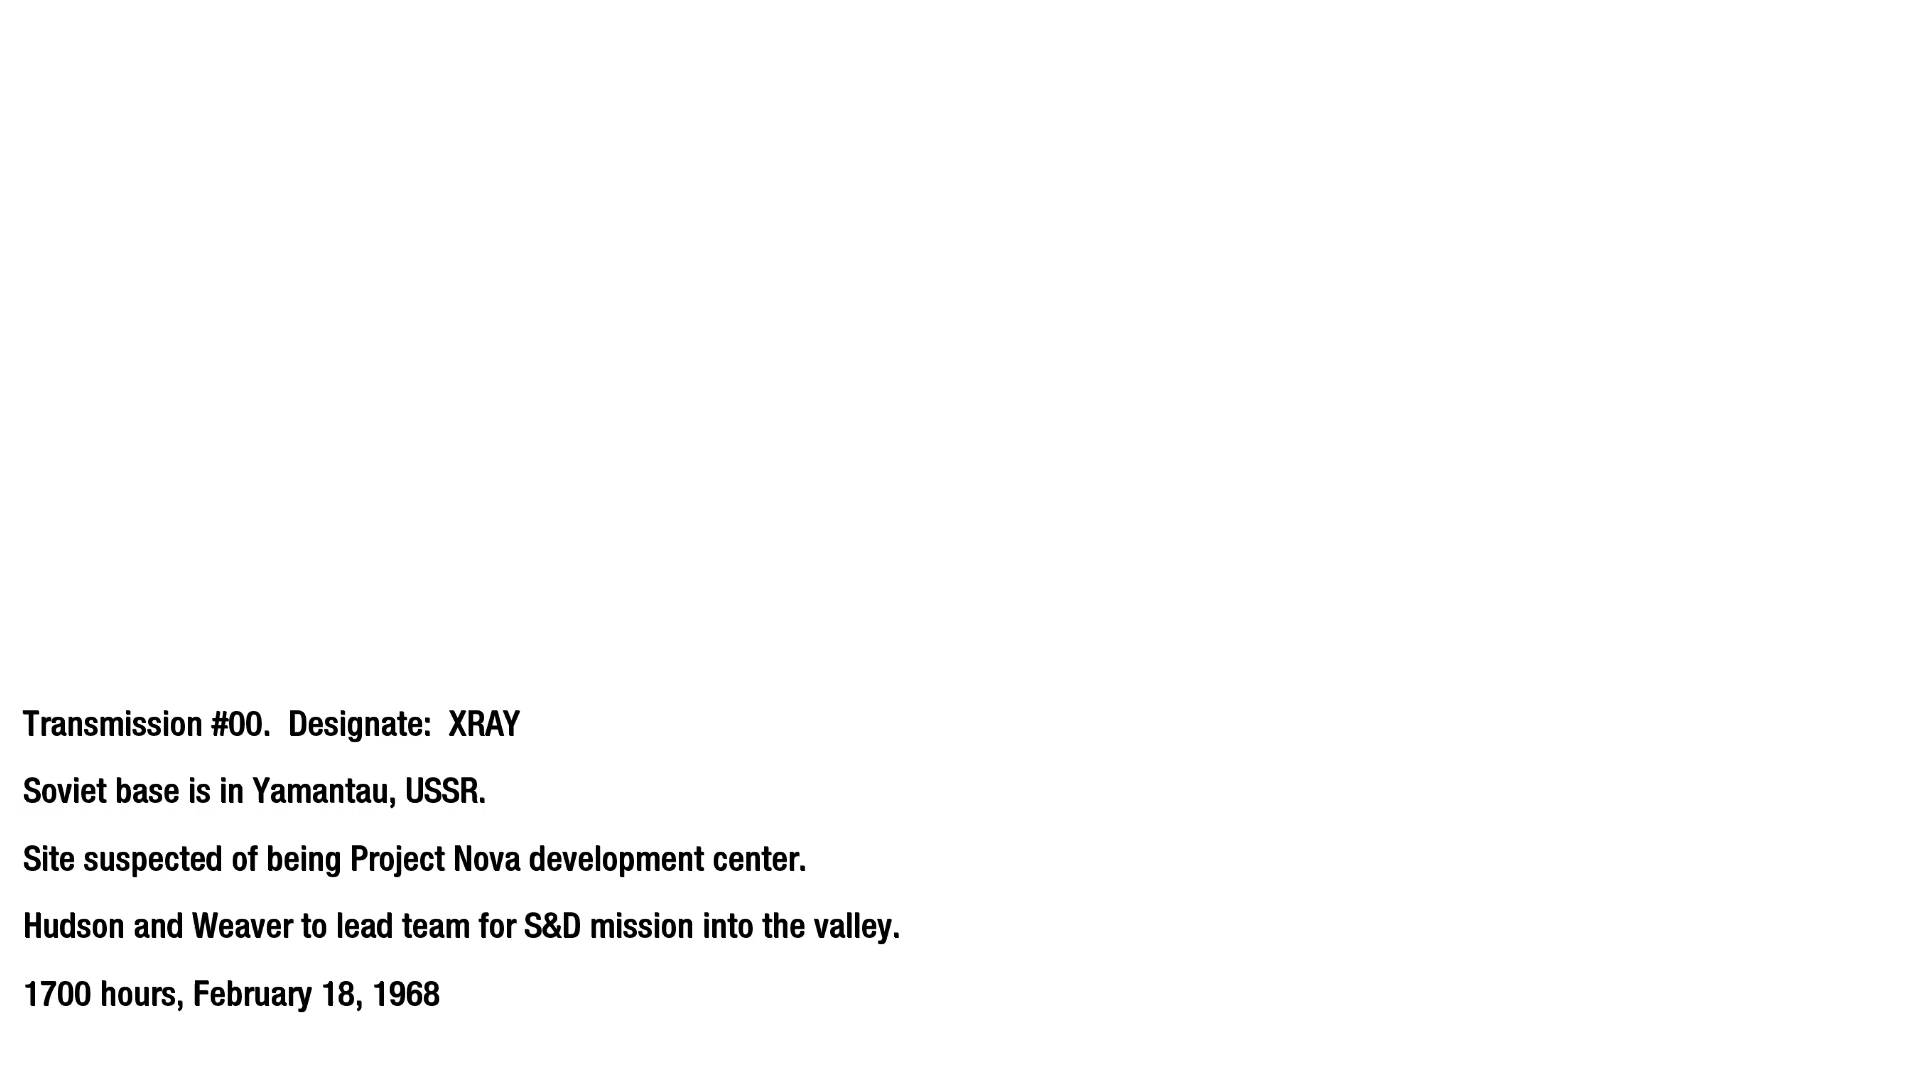 Transmission #00.  Designate:  XRAY
Soviet base is in Yamantau, USSR.
Site suspected of being Project Nova development center.
Hudson and Weaver to lead team for S&D mission into the valley.
1700 hours, February 18, 1968